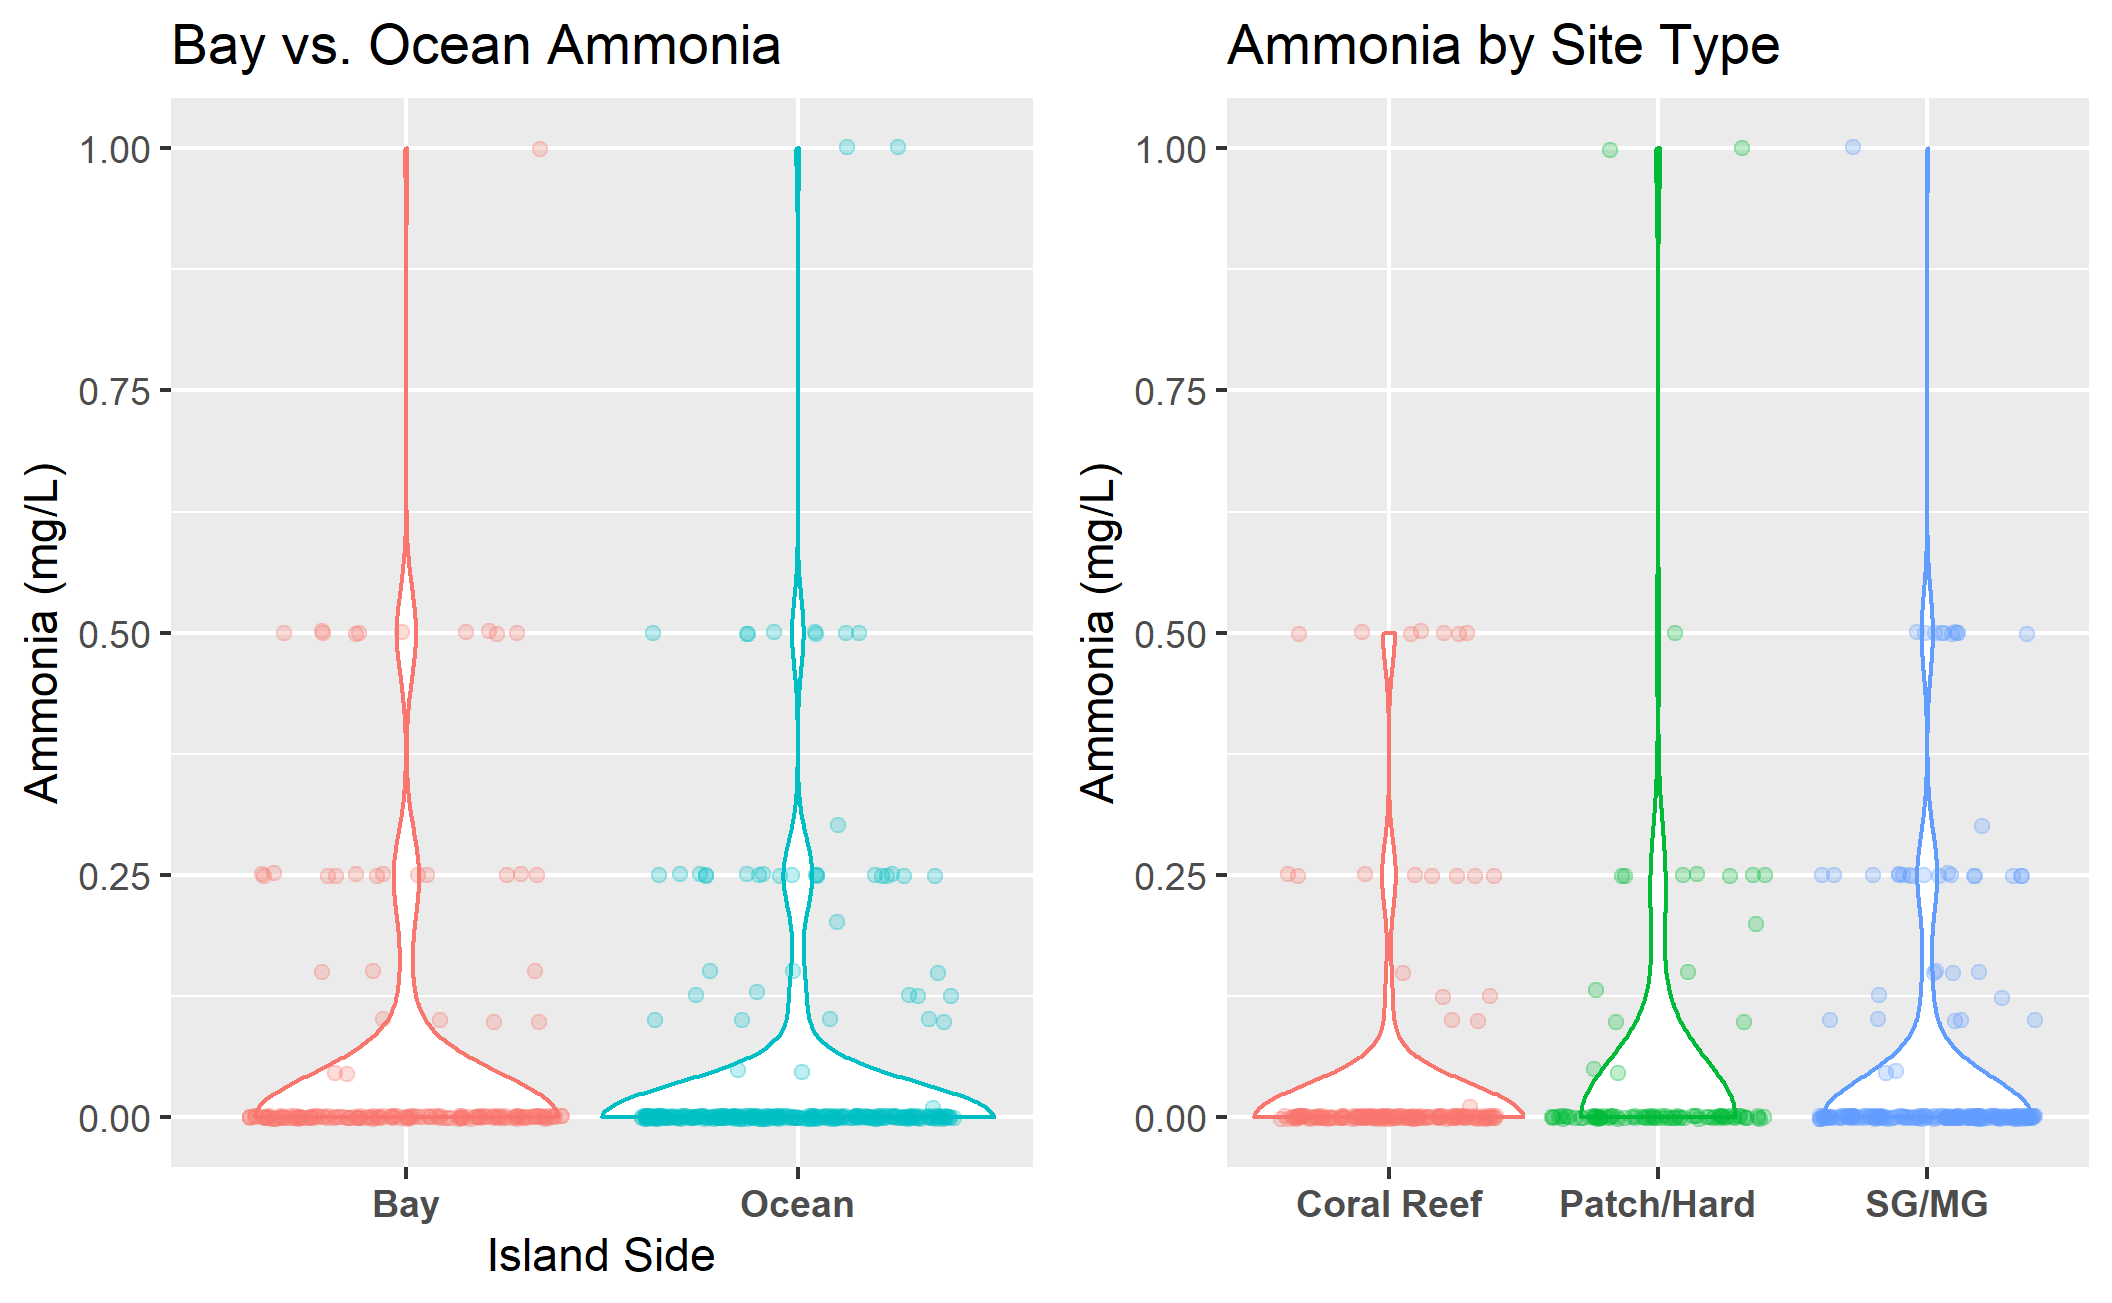 Bay vs. Ocean Ammonia
Ammonia (mg/L)
1.00
0.75
0.50
0.25
0.00
Bay Ocean
Island Side
Ammonia by Site Type
Ammonia (mg/L)
1.00
0.75
0.50
0.25
0.00
Coral Reef Patch/Hard SG/MG